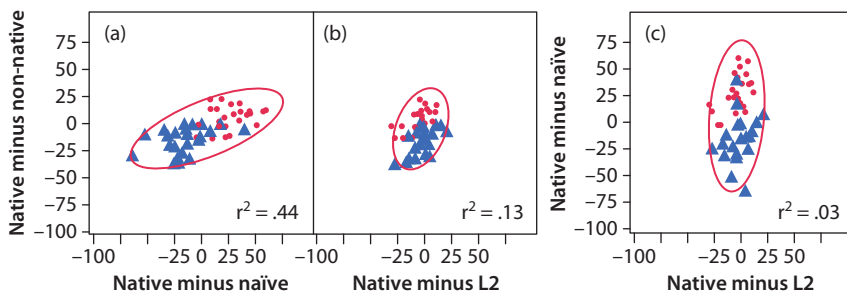 (a)
(b)
(c)
Native minus non-native
75
50
25
0
−25
−50
−75
−100
r² = .44
r² = .13
−100
−25
0
25
50
−100
−25
0
25
50
Native minus naïve
Native minus L2
Native minus naïve
75
50
25
0
−25
−50
−75
−100
r² = .03
−100
−25
0
25
50
Native minus L2